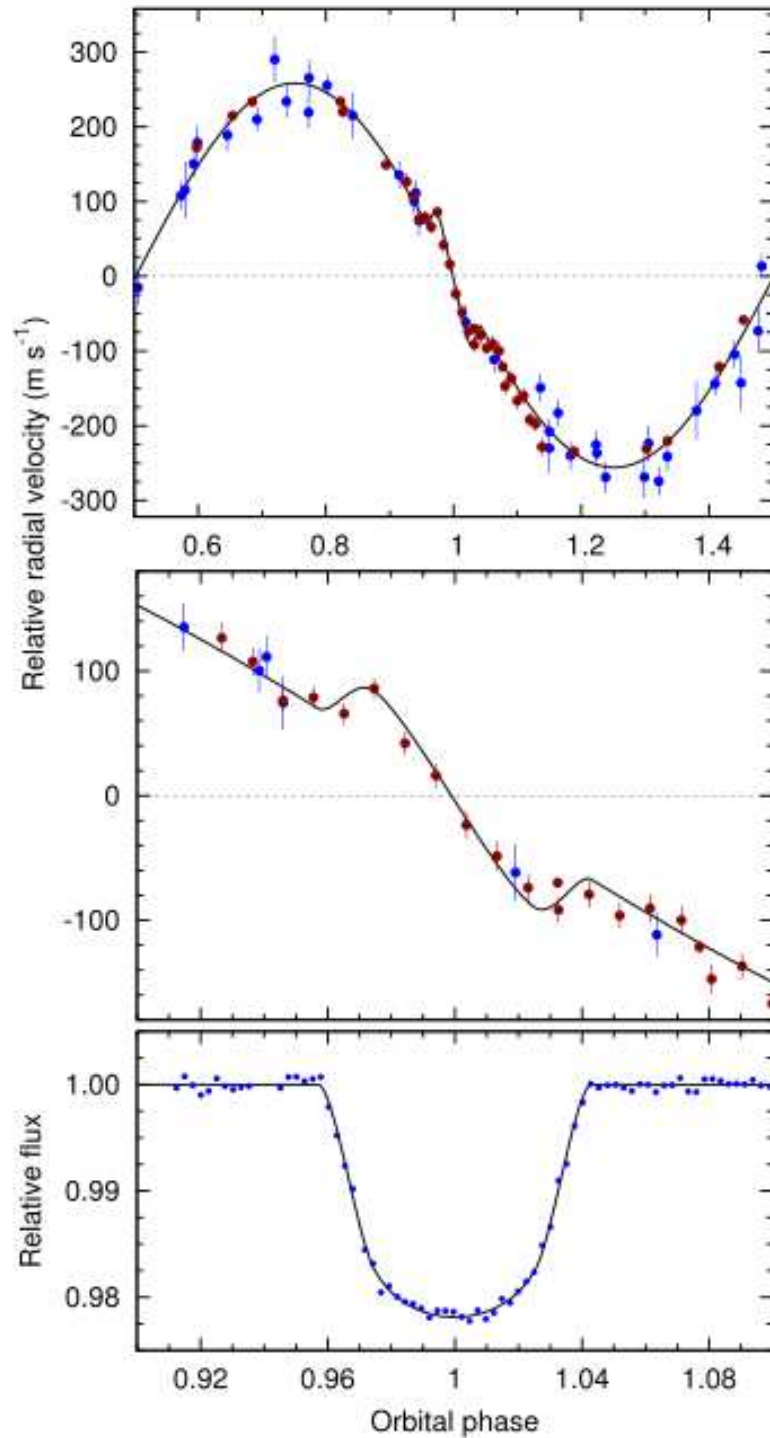 300
200
100
0
-100
-200
-300
0.6 0.8 1 1.2 1.4
Relative radial velocity (m s⁻¹)
100
0
-100
1.00
0.99
0.98
Relative flux
0.92 0.96 1 1.04 1.08
Orbital phase